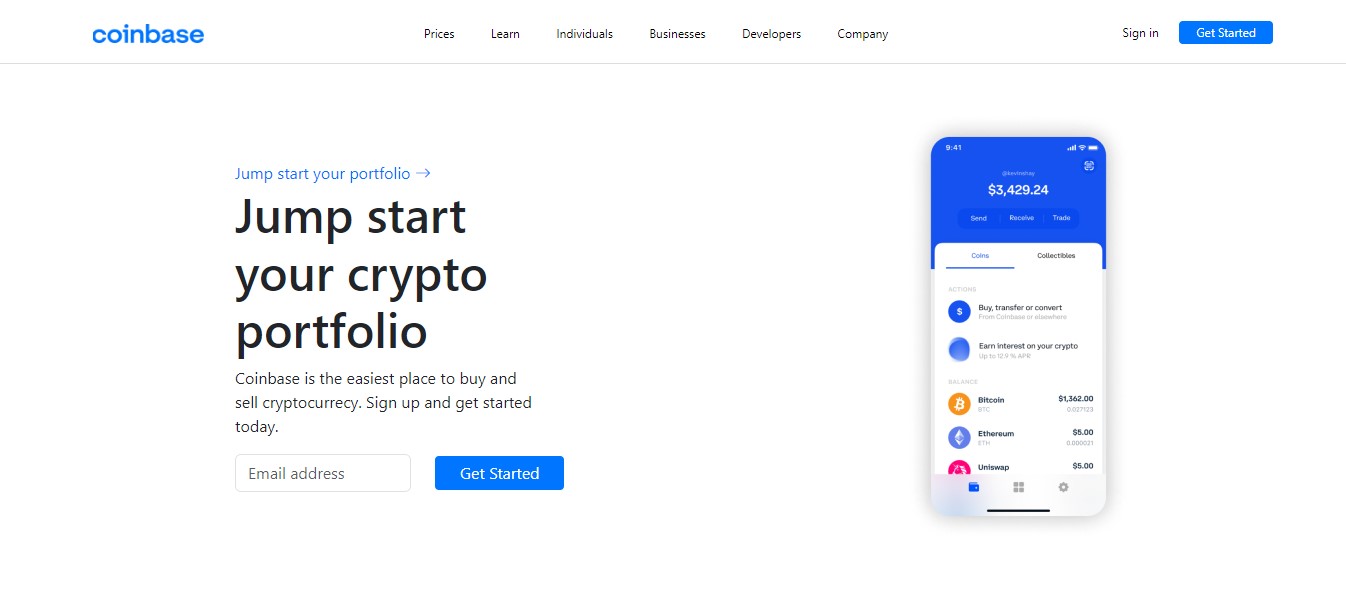 coinbase
Prices Learn Individuals Businesses Developers Company
Sign in Get Started
Jump start your portfolio →
Jump start
your crypto
portfolio
Coinbase is the easiest place to buy and
sell cryptocurrecy. Sign up and get started
today.
Email address
Get Started
9:41
@kevinshay
$3,429.24
Send Receive Trade
Coins Collectibles
ACTIONS
$
Buy, transfer or convert
From Coinbase or elsewhere
Earn interest on your crypto
Up to 12.9 % APR
BALANCE
Bitcoin $1,362.00
BTC 0.027123
Ethereum $5.00
ETH 0.000021
Uniswap $5.00